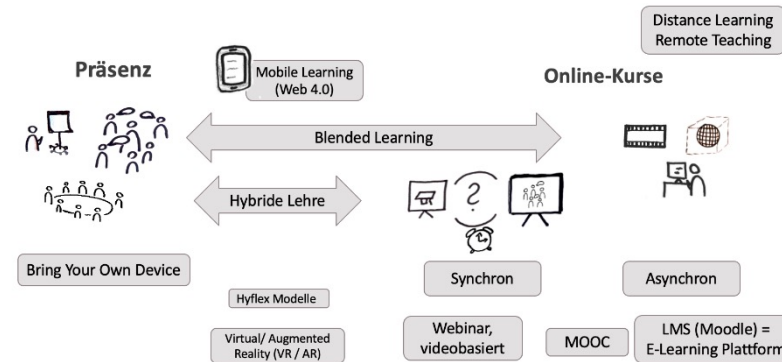 Distance Learning
Remote Teaching
Präsenz
Mobile Learning
(Web 4.0)
Online-Kurse
Blended Learning
Hybride Lehre
?
Bring Your Own Device
Synchron
Asynchron
Hyflex Modelle
Virtual/ Augmented
Reality (VR / AR)
Webinar,
videobasiert
MOOC
LMS (Moodle) =
E-Learning Plattform